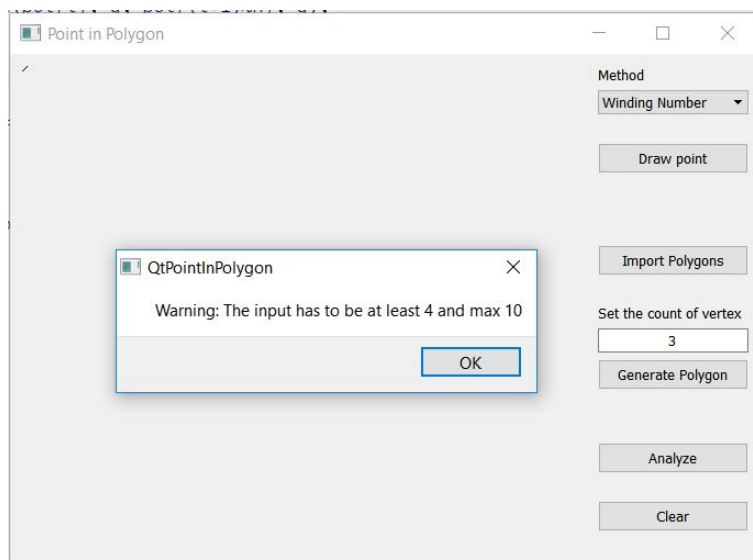 Point in Polygon
Method
Winding Number
Draw point
QtPointInPolygon
Warning: The input has to be at least 4 and max 10
OK
Import Polygons
Set the count of vertex
3
Generate Polygon
Analyze
Clear